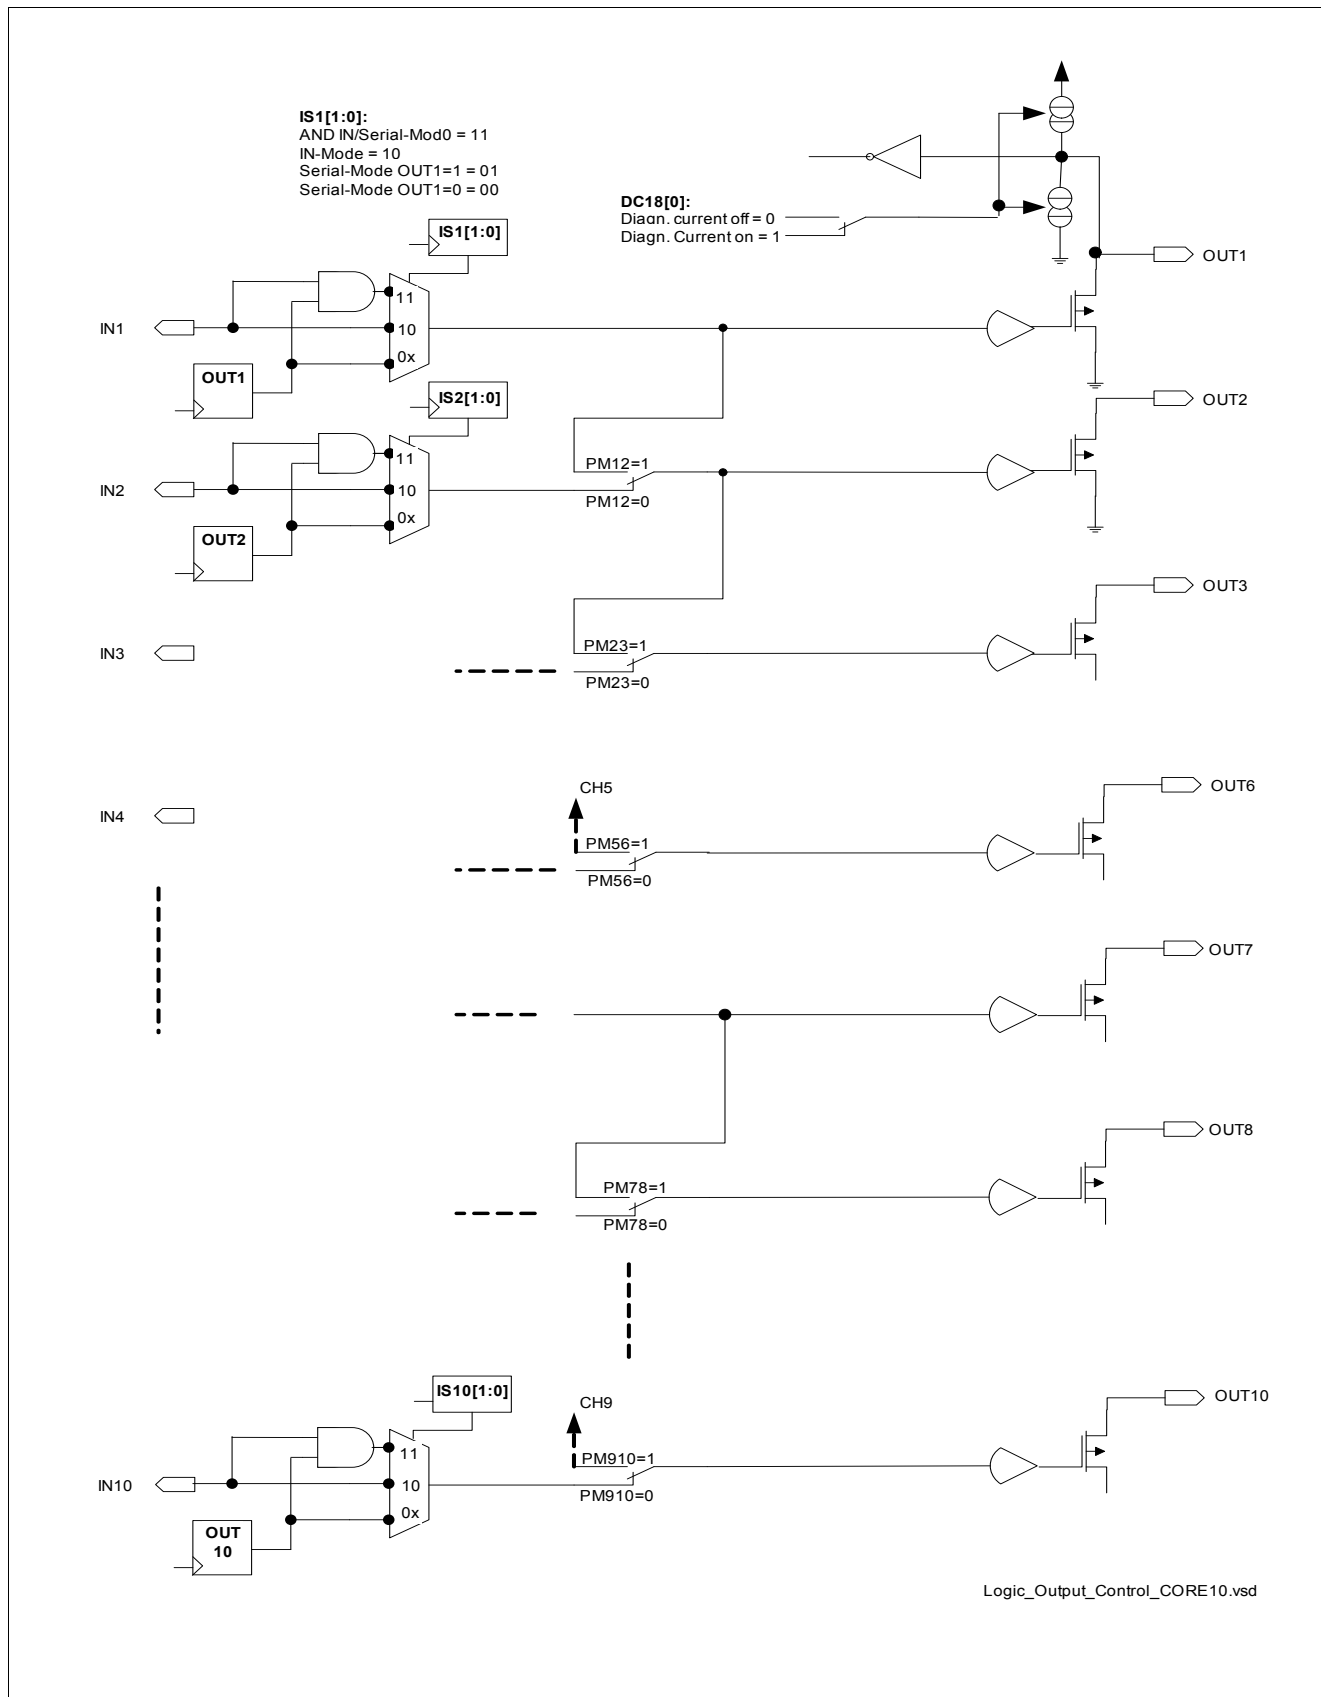 IS1[1:0]:
AND IN/Serial-Mod0 = 11
IN-Mode = 10
Serial-Mode OUT1=1 = 01
Serial-Mode OUT1=0 = 00
DC18[0]:
Diagn. current off = 0
Diagn. Current on = 1
IS1[1:0]
OUT1
11
IN1
10
0x
OUT1
IS2[1:0]
OUT2
11
PM12=1
IN2
10
PM12=0
0x
OUT2
OUT3
PM23=1
IN3
PM23=0
CH5
OUT6
IN4
PM56=1
PM56=0
OUT7
OUT8
PM78=1
PM78=0
IS10[1:0]
CH9
OUT10
11
PM910=1
IN10
10
PM910=0
0x
OUT
10
Logic_Output_Control_CORE10.vsd